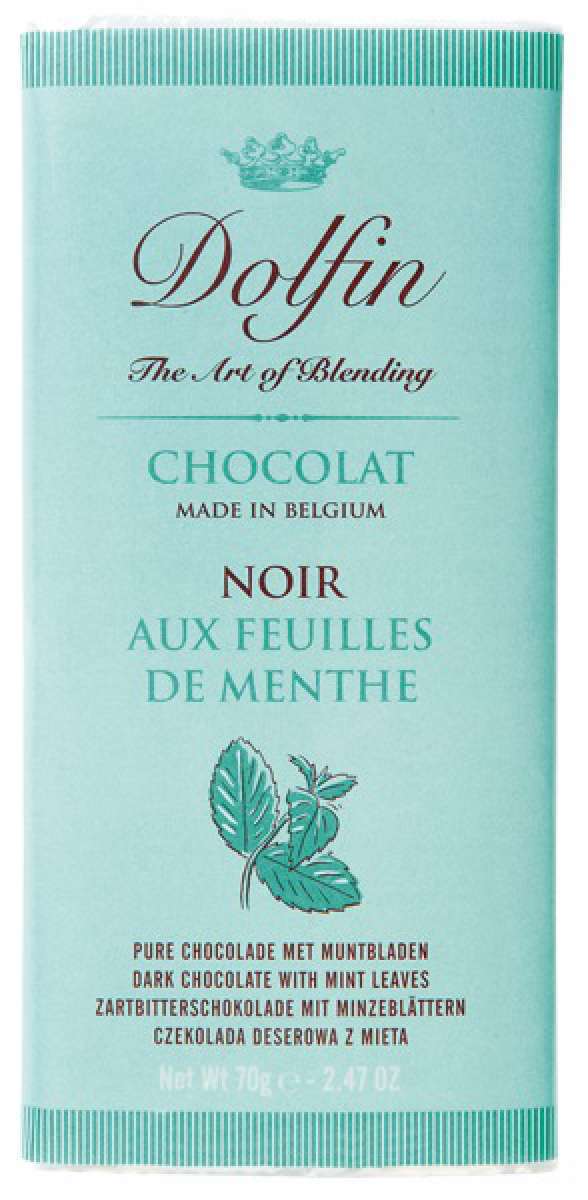 Dolfin
The Art of Blending
CHOCOLAT
MADE IN BELGIUM
NOIR
AUX FEUILLES
DE MENTHE
PURE CHOCOLADE MET MUNTBLADEN
DARK CHOCOLATE WITH MINT LEAVES
ZARTBITTERSCHOKOLADE MIT MINZEBLÄTTERN
CZEKOLADA DESEROWA Z MIETA
Net Wt 70g ℮ - 2.47 OZ